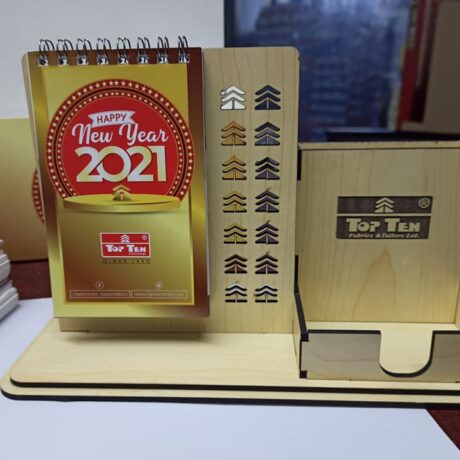 HAPPY
New Year
2021
TOP TEN
®
TOP TEN
Fabrics & Tailors Ltd.
®